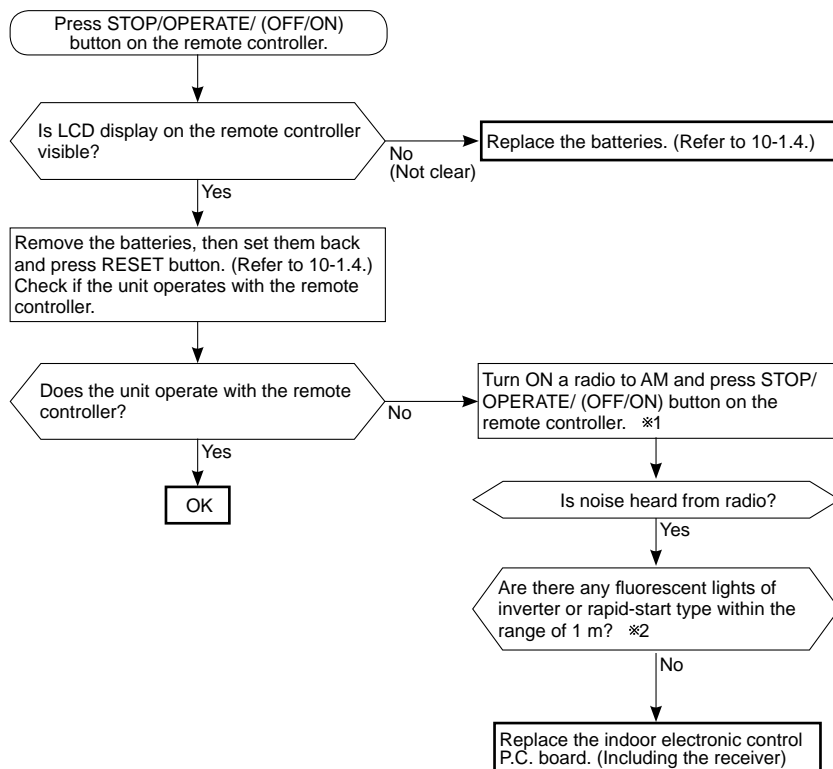 Press STOP/OPERATE/ (OFF/ON)
button on the remote controller.
Is LCD display on the remote controller
visible?
No
(Not clear)
Replace the batteries. (Refer to 10-1.4.)
Yes
Remove the batteries, then set them back
and press RESET button. (Refer to 10-1.4.)
Check if the unit operates with the remote
controller.
Does the unit operate with the remote
controller?
No
Turn ON a radio to AM and press STOP/
OPERATE/ (OFF/ON) button on the
remote controller. ※1
Yes
OK
Is noise heard from radio?
Yes
Are there any fluorescent lights of
inverter or rapid-start type within the
range of 1 m? ※2
No
Replace the indoor electronic control
P.C. board. (Including the receiver)